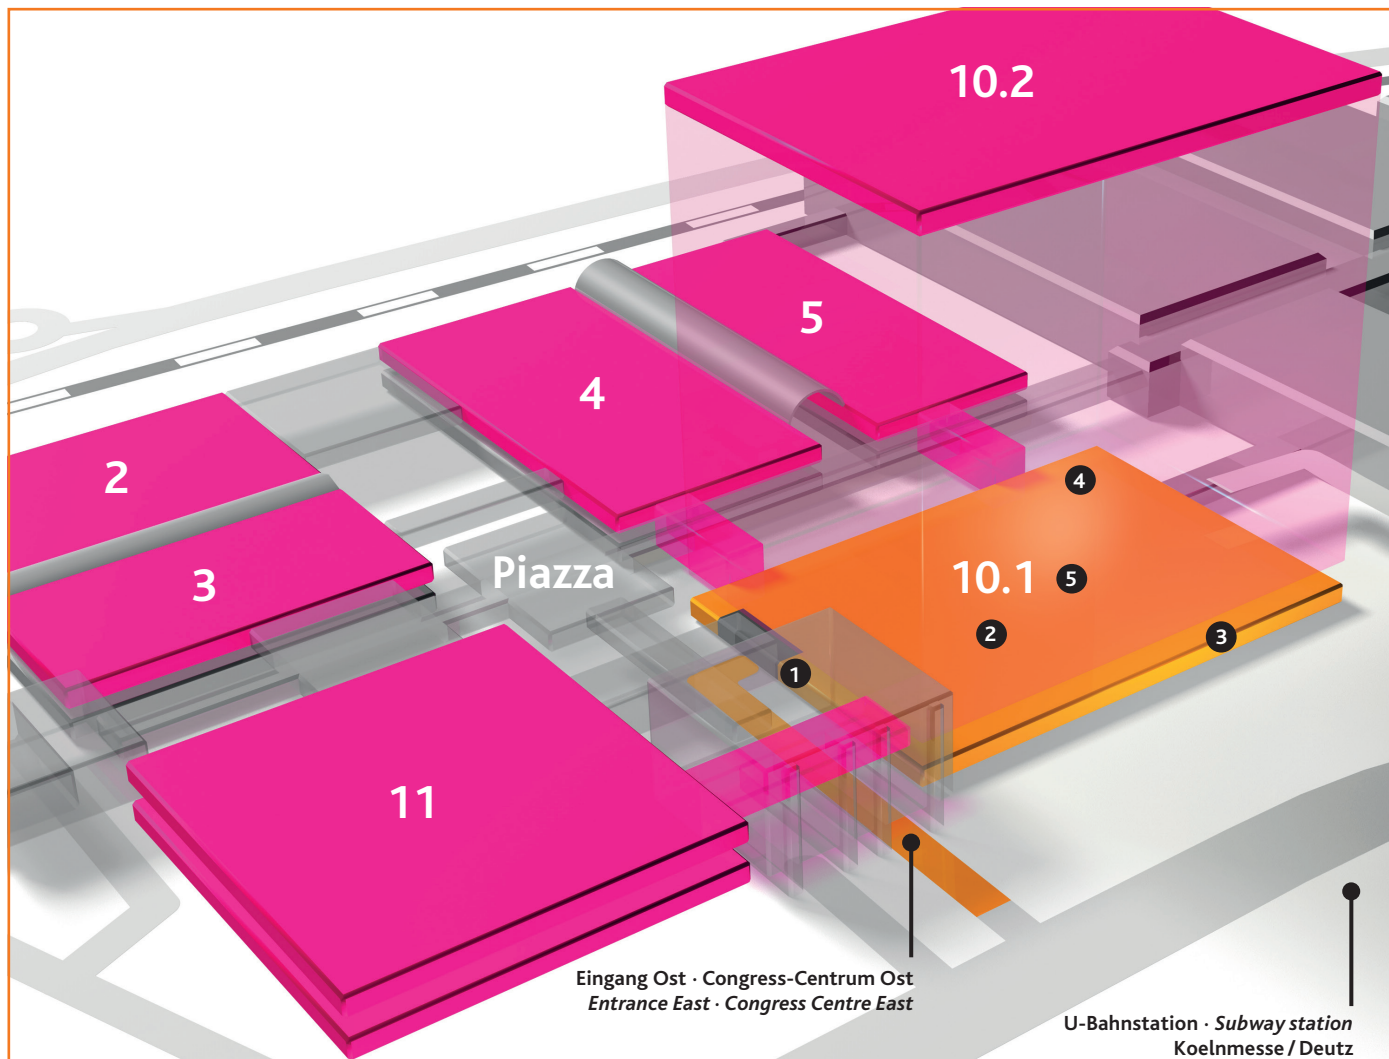 10.2
5
4
2
4
10.1
5
3
Piazza
2
3
1
11
Eingang Ost · Congress-Centrum Ost
Entrance East · Congress Centre East
U-Bahnstation · Subway station
Koelnmesse / Deutz